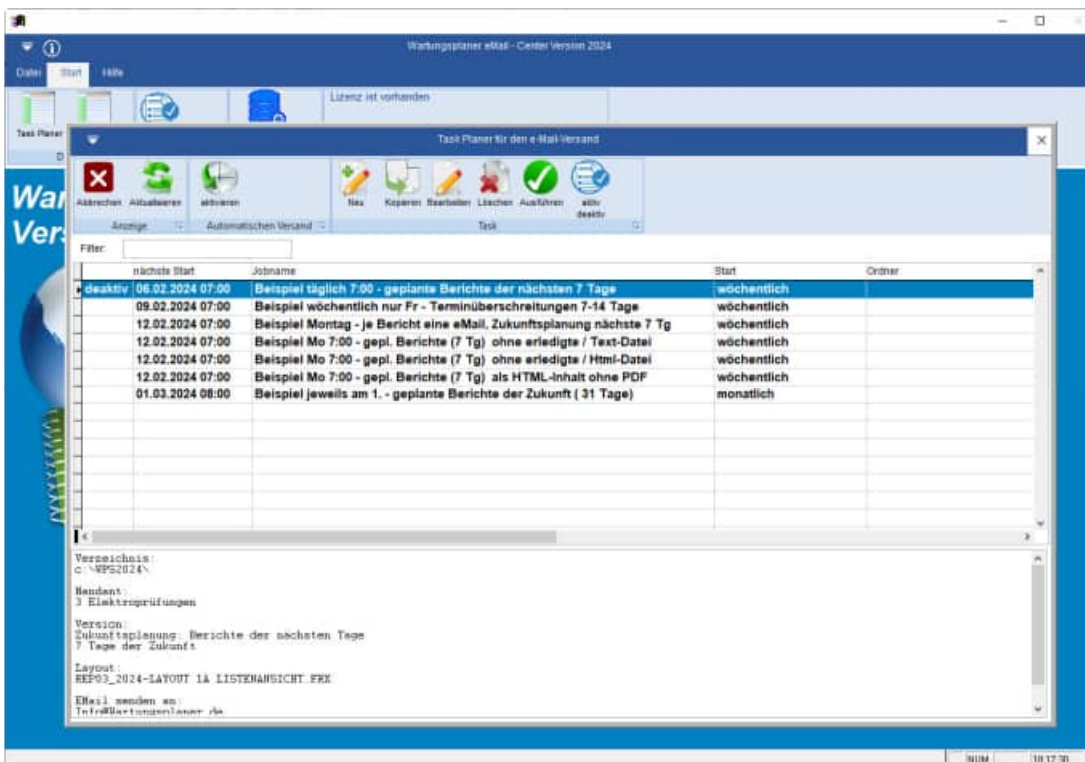 Wartungsplaner eMail - Center Version 2024
Datei Start Hilfe
Lizenz ist vorhanden
Task Planer
D
Task Planer für den e-Mail-Versand
War
Vers
Abbrechen Aktualisieren aktivieren Neu Kopieren Bearbeiten Löschen Ausführen aktiv
deaktiv
Anzeige Automatischen Versand Task
Filter:
nächste Start Jobname Start Ordner
deaktiv 06.02.2024 07:00 Beispiel täglich 7:00 - geplante Berichte der nächsten 7 Tage wöchentlich
09.02.2024 07:00 Beispiel wöchentlich nur Fr - Terminüberschreitungen 7-14 Tage wöchentlich
12.02.2024 07:00 Beispiel Montag - je Bericht eine eMail, Zukunftsplanung nächste 7 Tg wöchentlich
12.02.2024 07:00 Beispiel Mo 7:00 - gepl. Berichte (7 Tg) ohne erledigte / Text-Datei wöchentlich
12.02.2024 07:00 Beispiel Mo 7:00 - gepl. Berichte (7 Tg) ohne erledigte / Html-Datei wöchentlich
12.02.2024 07:00 Beispiel Mo 7:00 - gepl. Berichte (7 Tg) als HTML-Inhalt ohne PDF wöchentlich
01.03.2024 08:00 Beispiel jeweils am 1. - geplante Berichte der Zukunft ( 31 Tage) monatlich
Verzeichnis:
c:\WPS2024\
Mandant:
3 Elektroprüfungen
Version:
Zukunftsplanung: Berichte der nächsten Tage
7 Tage der Zukunft
Layout:
REP03_2024-LAYOUT 1A LISTENANSICHT.FRX
EMail senden an:
Info@Wartungsplaner.de
NUM 10:17:30